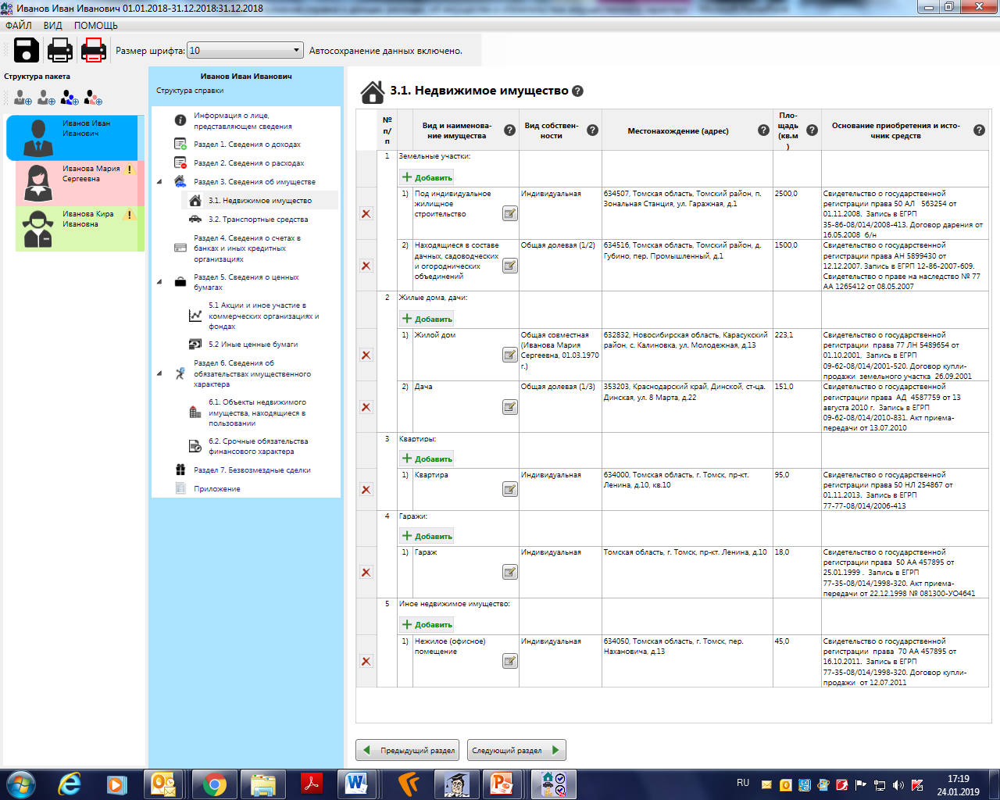 Иванов Иван Иванович 01.01.2018-31.12.2018:31.12.2018
ФАЙЛ ВИД ПОМОЩЬ
Размер шрифта: 10 Автосохранение данных включено.
Структура пакета
Иванов Иван
Иванович
Иванова Мария
Сергеевна
Иванова Кира
Ивановна
Иванов Иван Иванович
Структура справки
Информация о лице,
представляющем сведения
Раздел 1. Сведения о доходах
Раздел 2. Сведения о расходах
Раздел 3. Сведения об имуществе
3.1. Недвижимое имущество
3.2. Транспортные средства
Раздел 4. Сведения о счетах в
банках и иных кредитных
организациях
Раздел 5. Сведения о ценных
бумагах
5.1 Акции и иное участие в
коммерческих организациях и
фондах
5.2 Иные ценные бумаги
Раздел 6. Сведения об
обязательствах имущественного
характера
6.1. Объекты недвижимого
имущества, находящиеся в
пользовании
6.2. Срочные обязательства
финансового характера
Раздел 7. Безвозмездные сделки
Приложение
3.1. Недвижимое имущество
№
п/
п
Вид и наименова-
ние имущества
Вид собствен-
ности
Местонахождение (адрес)
Пло-
щадь
(кв.м
)
Основание приобретения и исто-
чник средств
1 Земельные участки:
Добавить
1) Под индивидуальное
жилищное
строительство
Индивидуальная
634507, Томская область, Томский район, п.
Зональная Станция, ул. Гаражная, д.1
2500,0
Свидетельство о государственной
регистрации права 50 АЛ 563254 от
01.11.2008. Запись в ЕГРП
35-86-08/014/2008-413. Договор дарения от
16.05.2008 б/н
2) Находящиеся в составе
дачных, садоводческих
и огороднических
объединений
Общая долевая (1/2)
634516, Томская область, Томский район, д.
Губино, пер. Промышленный, д.1
1500,0
Свидетельство о государственной
регистрации права АН 5899430 от
12.12.2007. Запись в ЕГРП 12-86-2007-609.
Свидетельство о праве на наследство № 77
АА 1265412 от 08.05.2007
2 Жилые дома, дачи:
Добавить
1) Жилой дом
Общая совместная
(Иванова Мария
Сергеевна, 01.03.1970
г.)
632832, Новосибирская область, Карасукский
район, с. Калиновка, ул. Молодежная, д.13
223,1
Свидетельство о государственной
регистрации права 77 ЛН 5489654 от
01.10.2001, Запись в ЕГРП
09-62-08/014/2001-520. Договор купли-
продажи земельного участка 26.09.2001
2) Дача
Общая долевая (1/3)
353203, Краснодарский край, Динской, ст-ца.
Динская, ул. 8 Марта, д.22
151,0
Свидетельство о государственной
регистрации права АД 4587759 от 13
августа 2010 г. Запись в ЕГРП
09-62-08/014/2010-831. Акт приема-
передачи от 13.07.2010
3 Квартиры:
Добавить
1) Квартира
Индивидуальная
634000, Томская область, г. Томск, пр-кт.
Ленина, д.10, кв.10
95,0
Свидетельство о государственной
регистрации права 50 НЛ 254867 от
01.11.2013. Запись в ЕГРП
77-77-08/014/2006-413
4 Гаражи:
Добавить
1) Гараж
Индивидуальная
Томская область, г. Томск, пр-кт. Ленина, д.10
18,0
Свидетельство о государственной
регистрации права 50 АА 457895 от
25.01.1999 . Запись в ЕГРП
77-35-08/014/1998-320. Акт приема-
передачи от 22.12.1998 № 081300-УО4641
5 Иное недвижимое имущество:
Добавить
1) Нежилое (офисное)
помещение
Индивидуальная
634050, Томская область, г. Томск, пер.
Нахановича, д.13
45,0
Свидетельство о государственной
регистрации права 70 АА 457895 от
16.10.2011. Запись в ЕГРП
77-35-08/014/1998-320. Договор купли-
продажи от 12.07.2011
Предыдущий раздел Следующий раздел
RU
17:19
24.01.2019